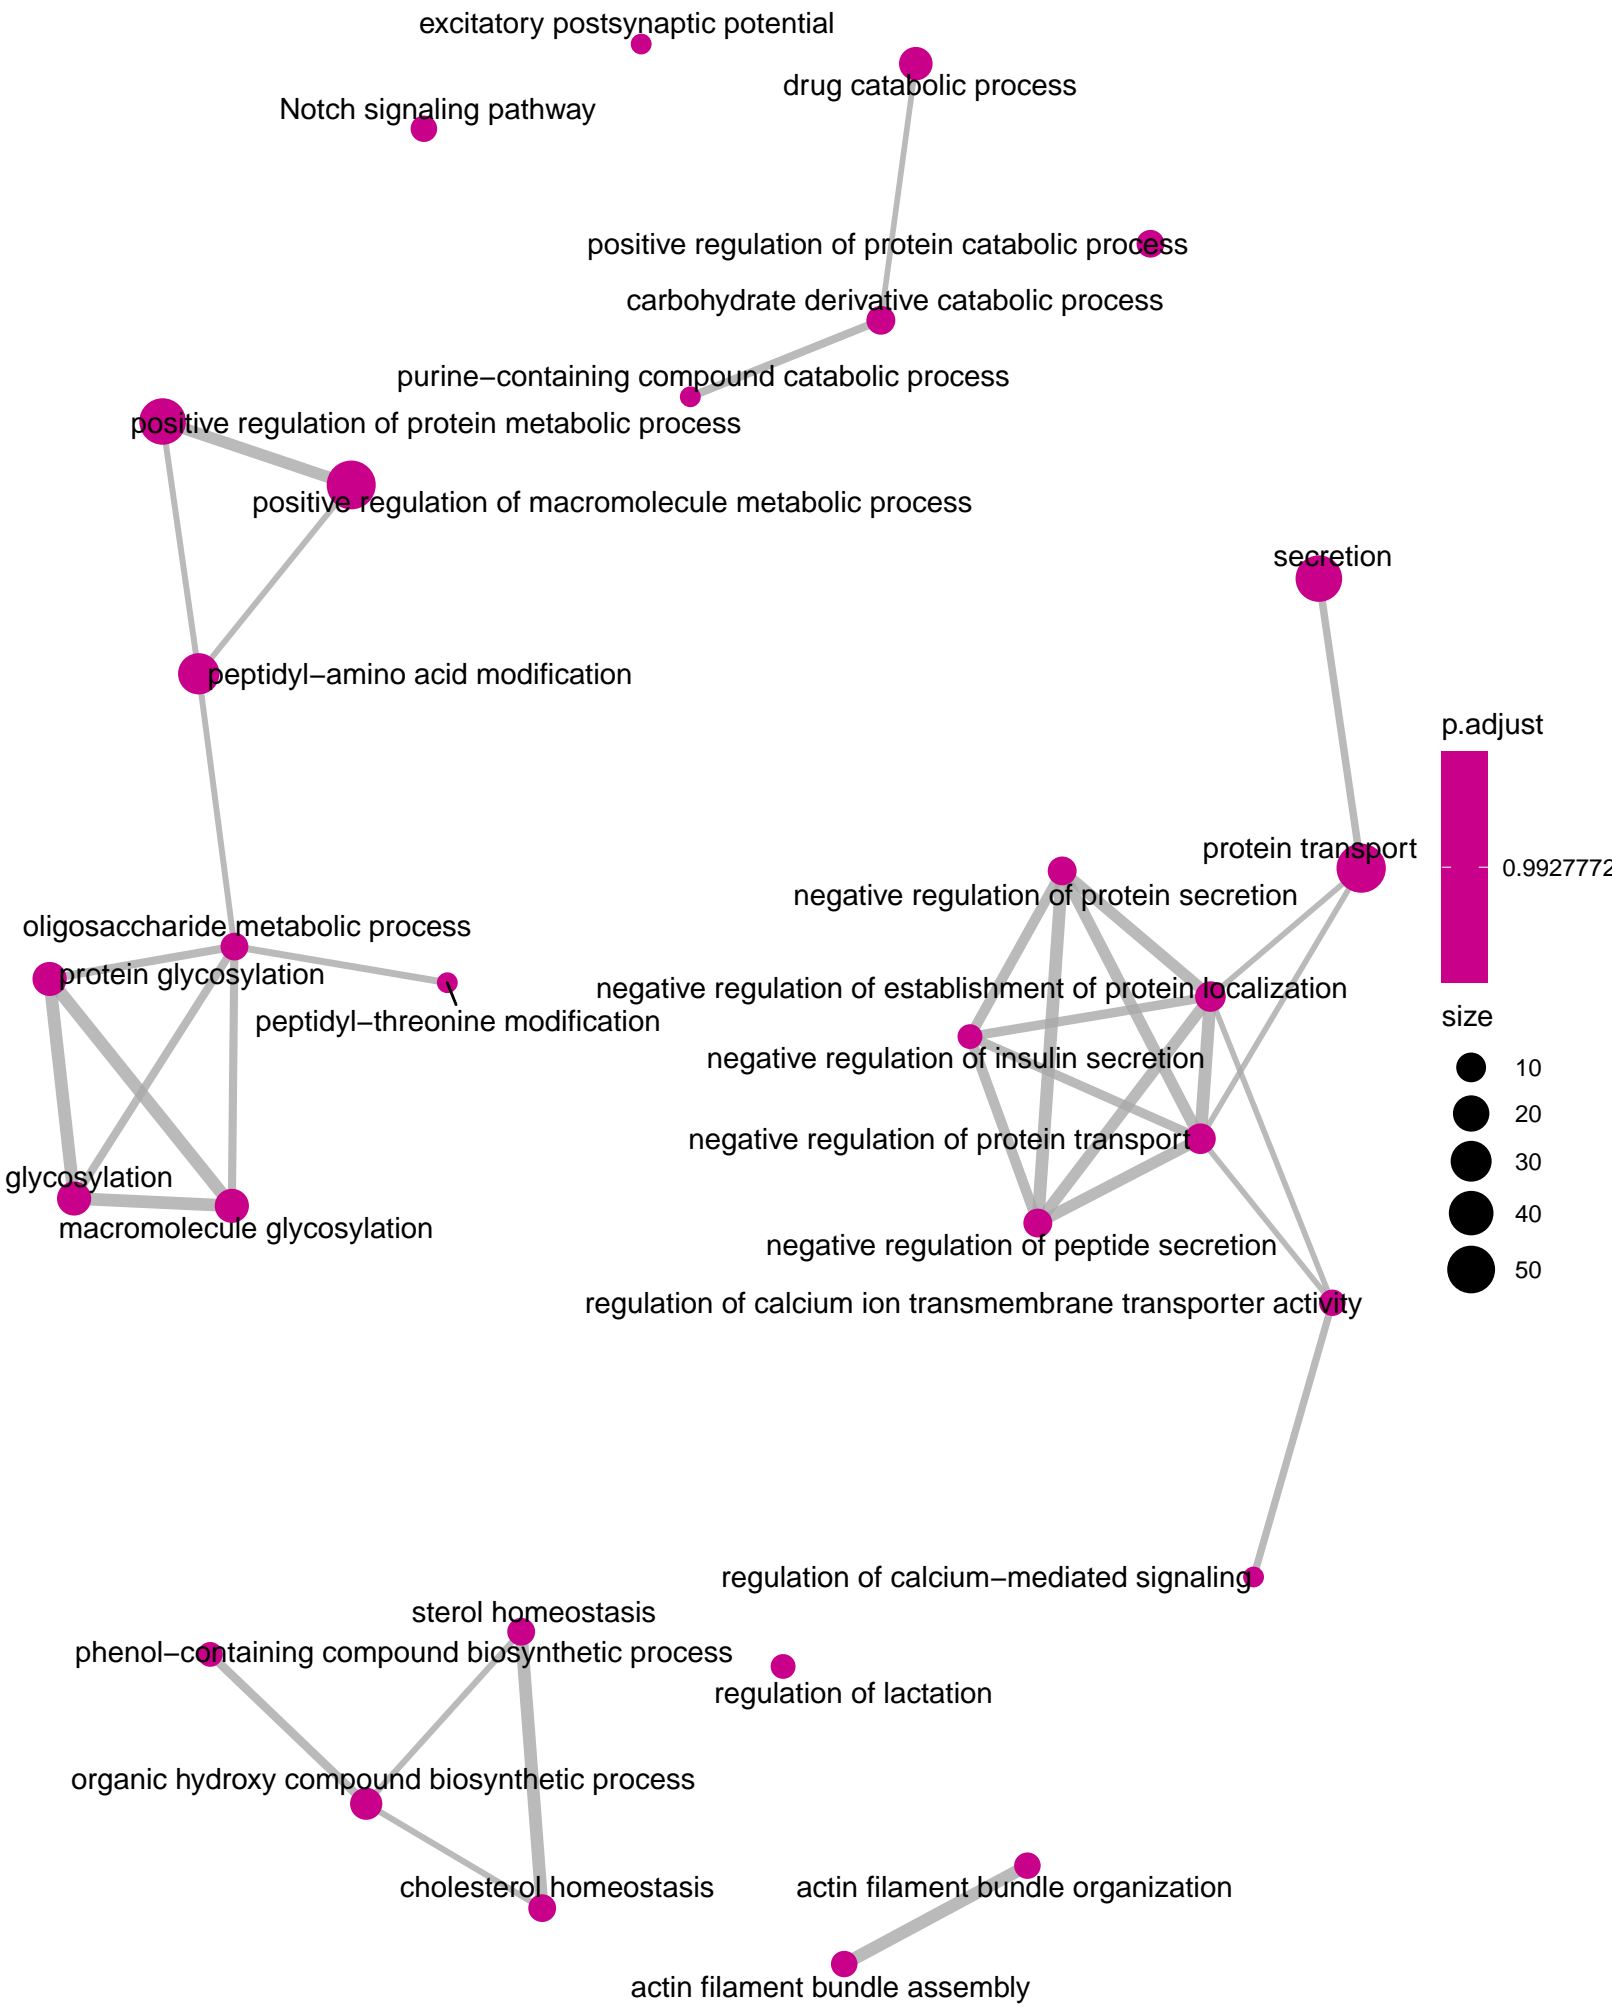 excitatory postsynaptic potential
drug catabolic process
Notch signaling pathway
positive regulation of protein catabolic process
carbohydrate derivative catabolic process
purine−containing compound catabolic process
positive regulation of protein metabolic process
positive regulation of macromolecule metabolic process
secretion
peptidyl−amino acid modification
p.adjust
0.9927772
protein transport
negative regulation of protein secretion
oligosaccharide metabolic process
protein glycosylation
negative regulation of establishment of protein localization
peptidyl−threonine modification
negative regulation of insulin secretion
size
10
20
30
40
50
negative regulation of protein transport
glycosylation
macromolecule glycosylation
negative regulation of peptide secretion
regulation of calcium ion transmembrane transporter activity
regulation of calcium−mediated signaling
sterol homeostasis
phenol−containing compound biosynthetic process
regulation of lactation
organic hydroxy compound biosynthetic process
cholesterol homeostasis
actin filament bundle organization
actin filament bundle assembly